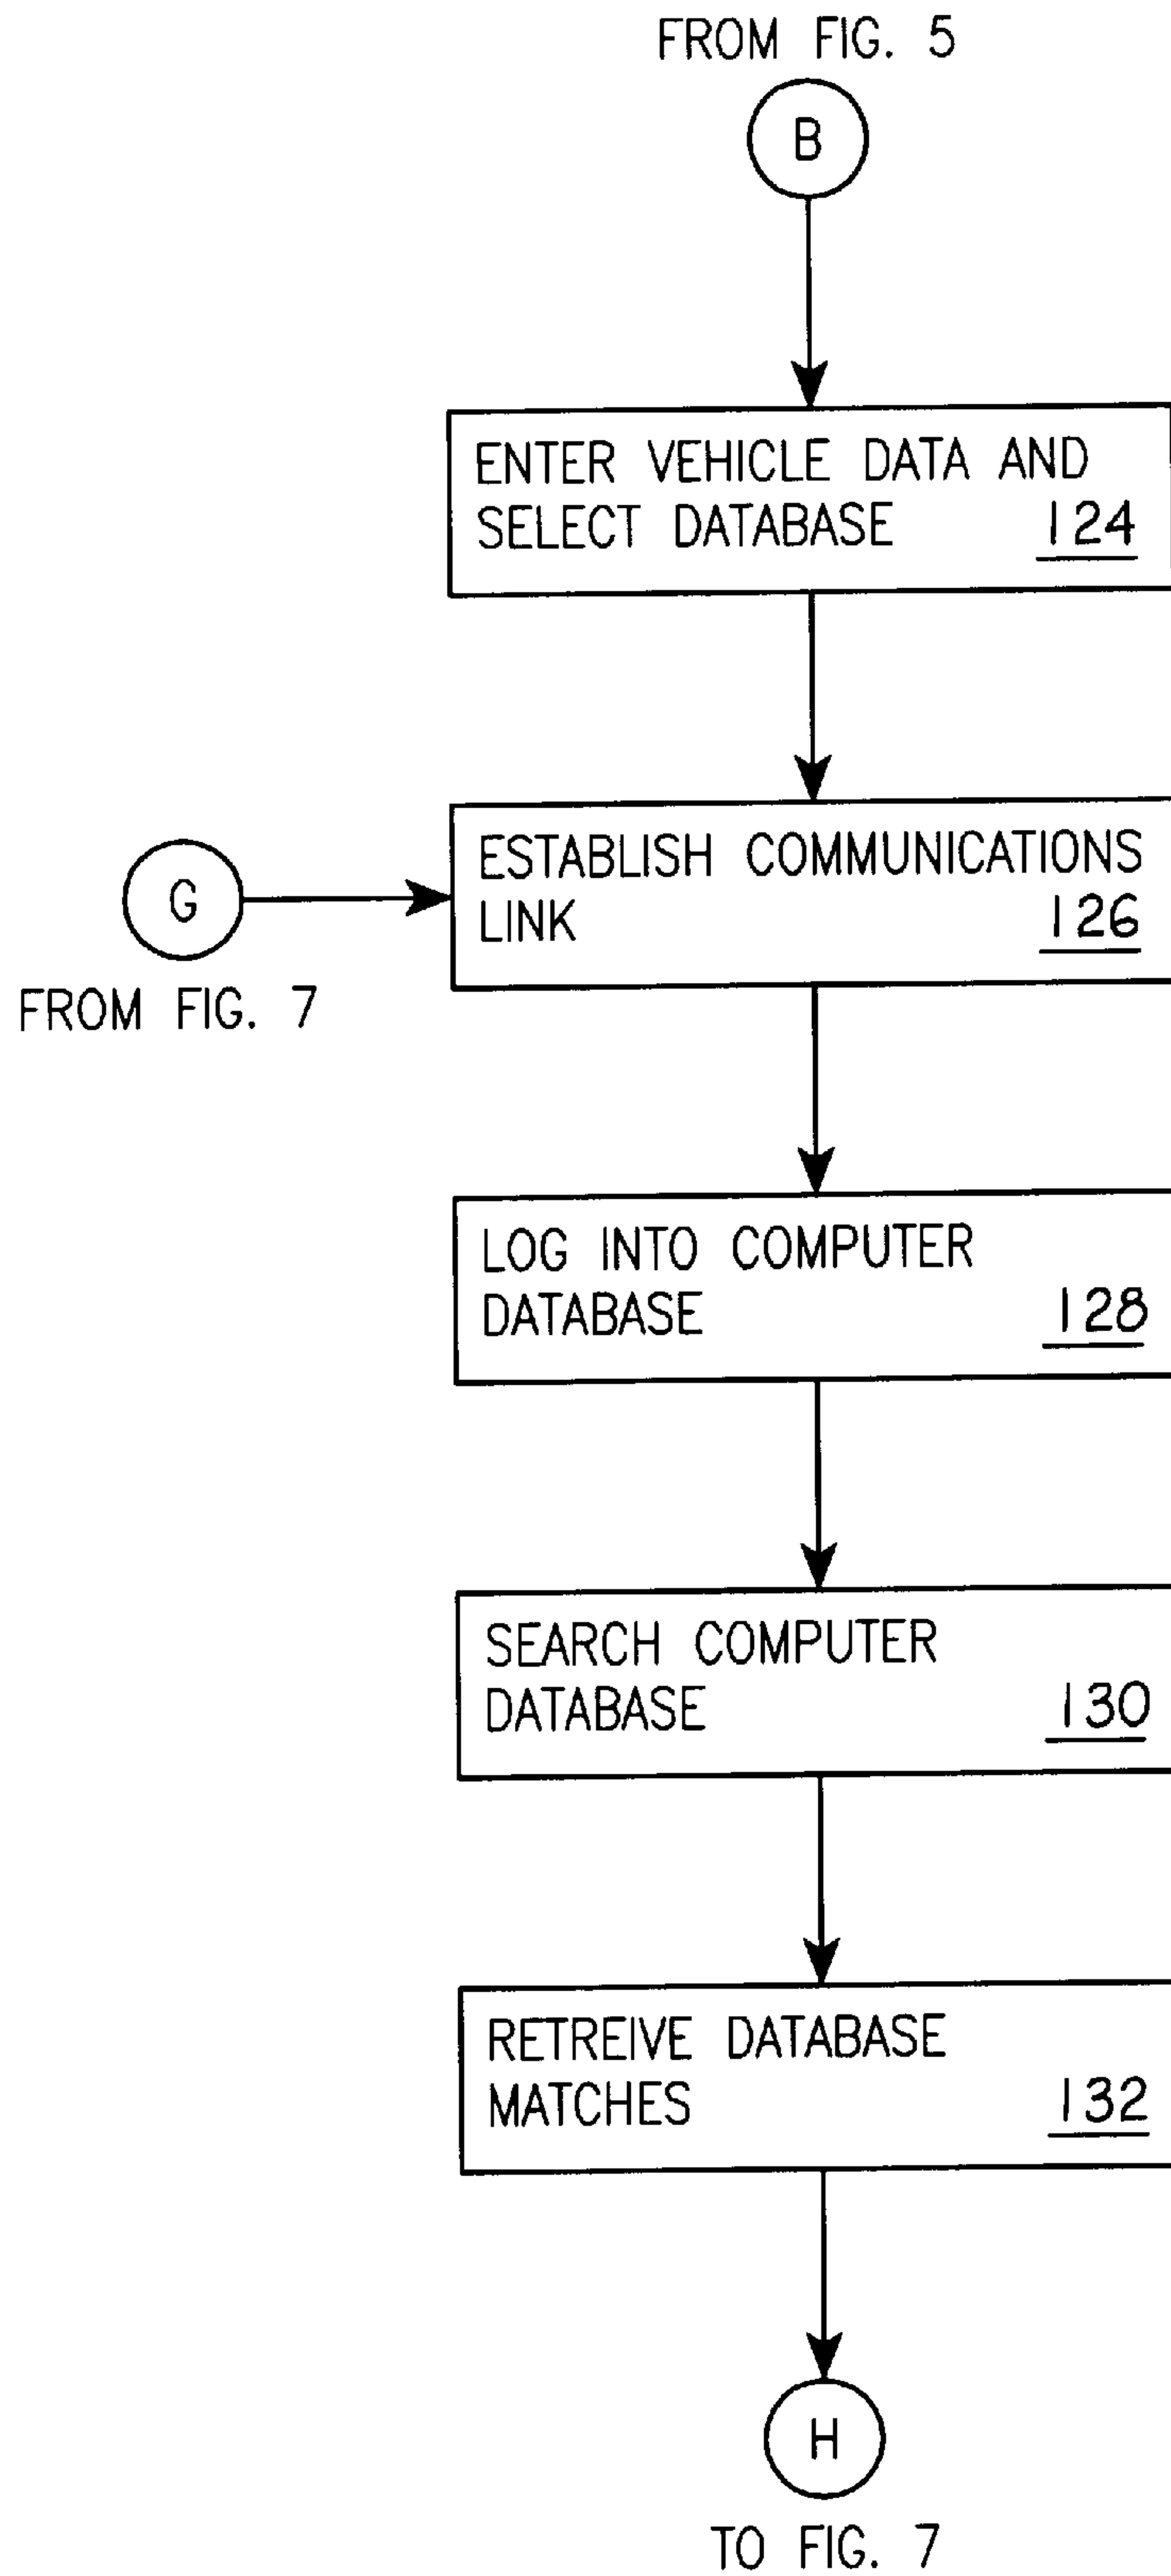 FROM FIG. 5
B
ENTER VEHICLE DATA AND
SELECT DATABASE 124
ESTABLISH COMMUNICATIONS
LINK 126
G
FROM FIG. 7
LOG INTO COMPUTER
DATABASE 128
SEARCH COMPUTER
DATABASE 130
RETREIVE DATABASE
MATCHES 132
H
TO FIG. 7